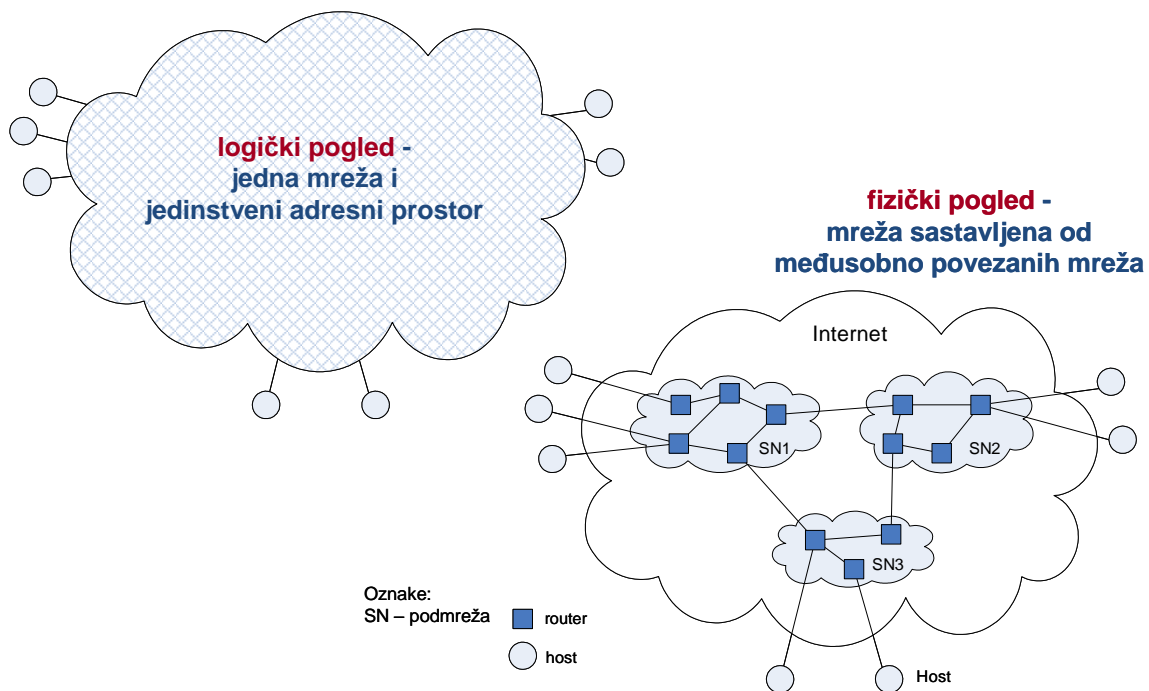 logički pogled -
jedna mreža i
jedinstveni adresni prostor
fizički pogled -
mreža sastavljena od
međusobno povezanih mreža
Internet
SN1
SN2
SN3
Oznake:
SN – podmreža
router
host
Host